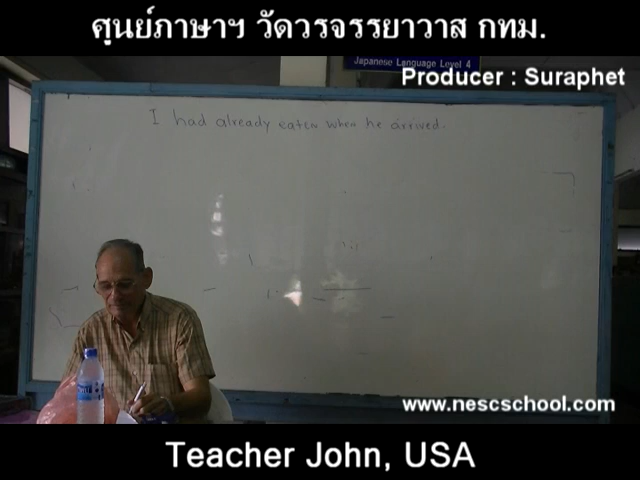 ศูนย์ภาษาฯ วัดวรจรรยาวาส กทม.
Japanese Language Level 4
Producer : Suraphet
I had already eaten when he arrived.
www.nescschool.com
Teacher John, USA